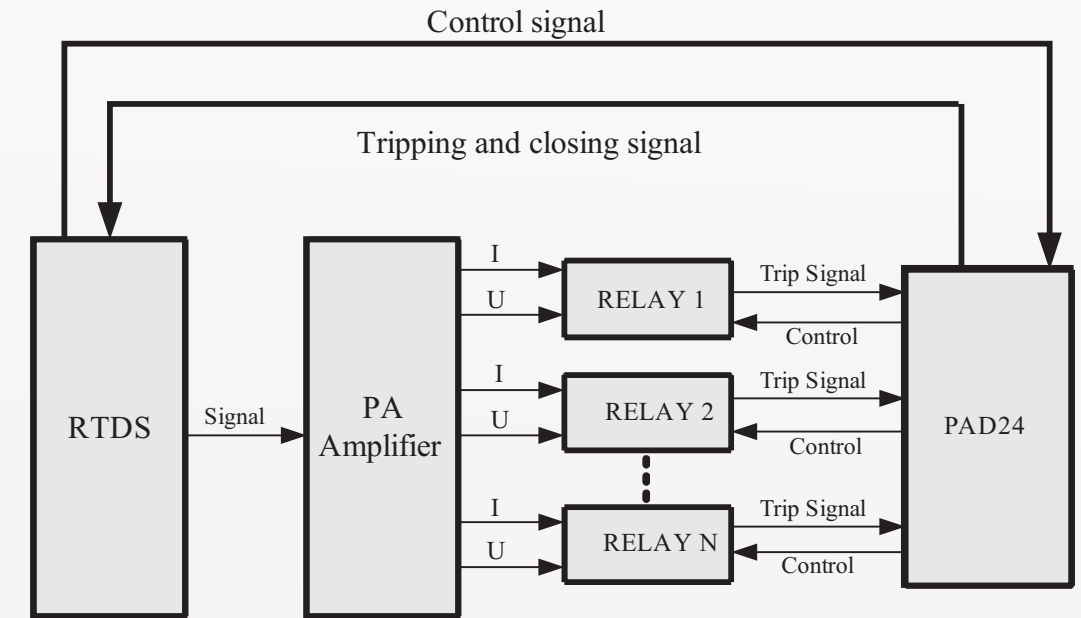 Control signal
Tripping and closing signal
RTDS
Signal
PA
Amplifier
I
U
RELAY 1
Trip Signal
Control
I
U
RELAY 2
Trip Signal
Control
I
U
RELAY N
Trip Signal
Control
PAD24